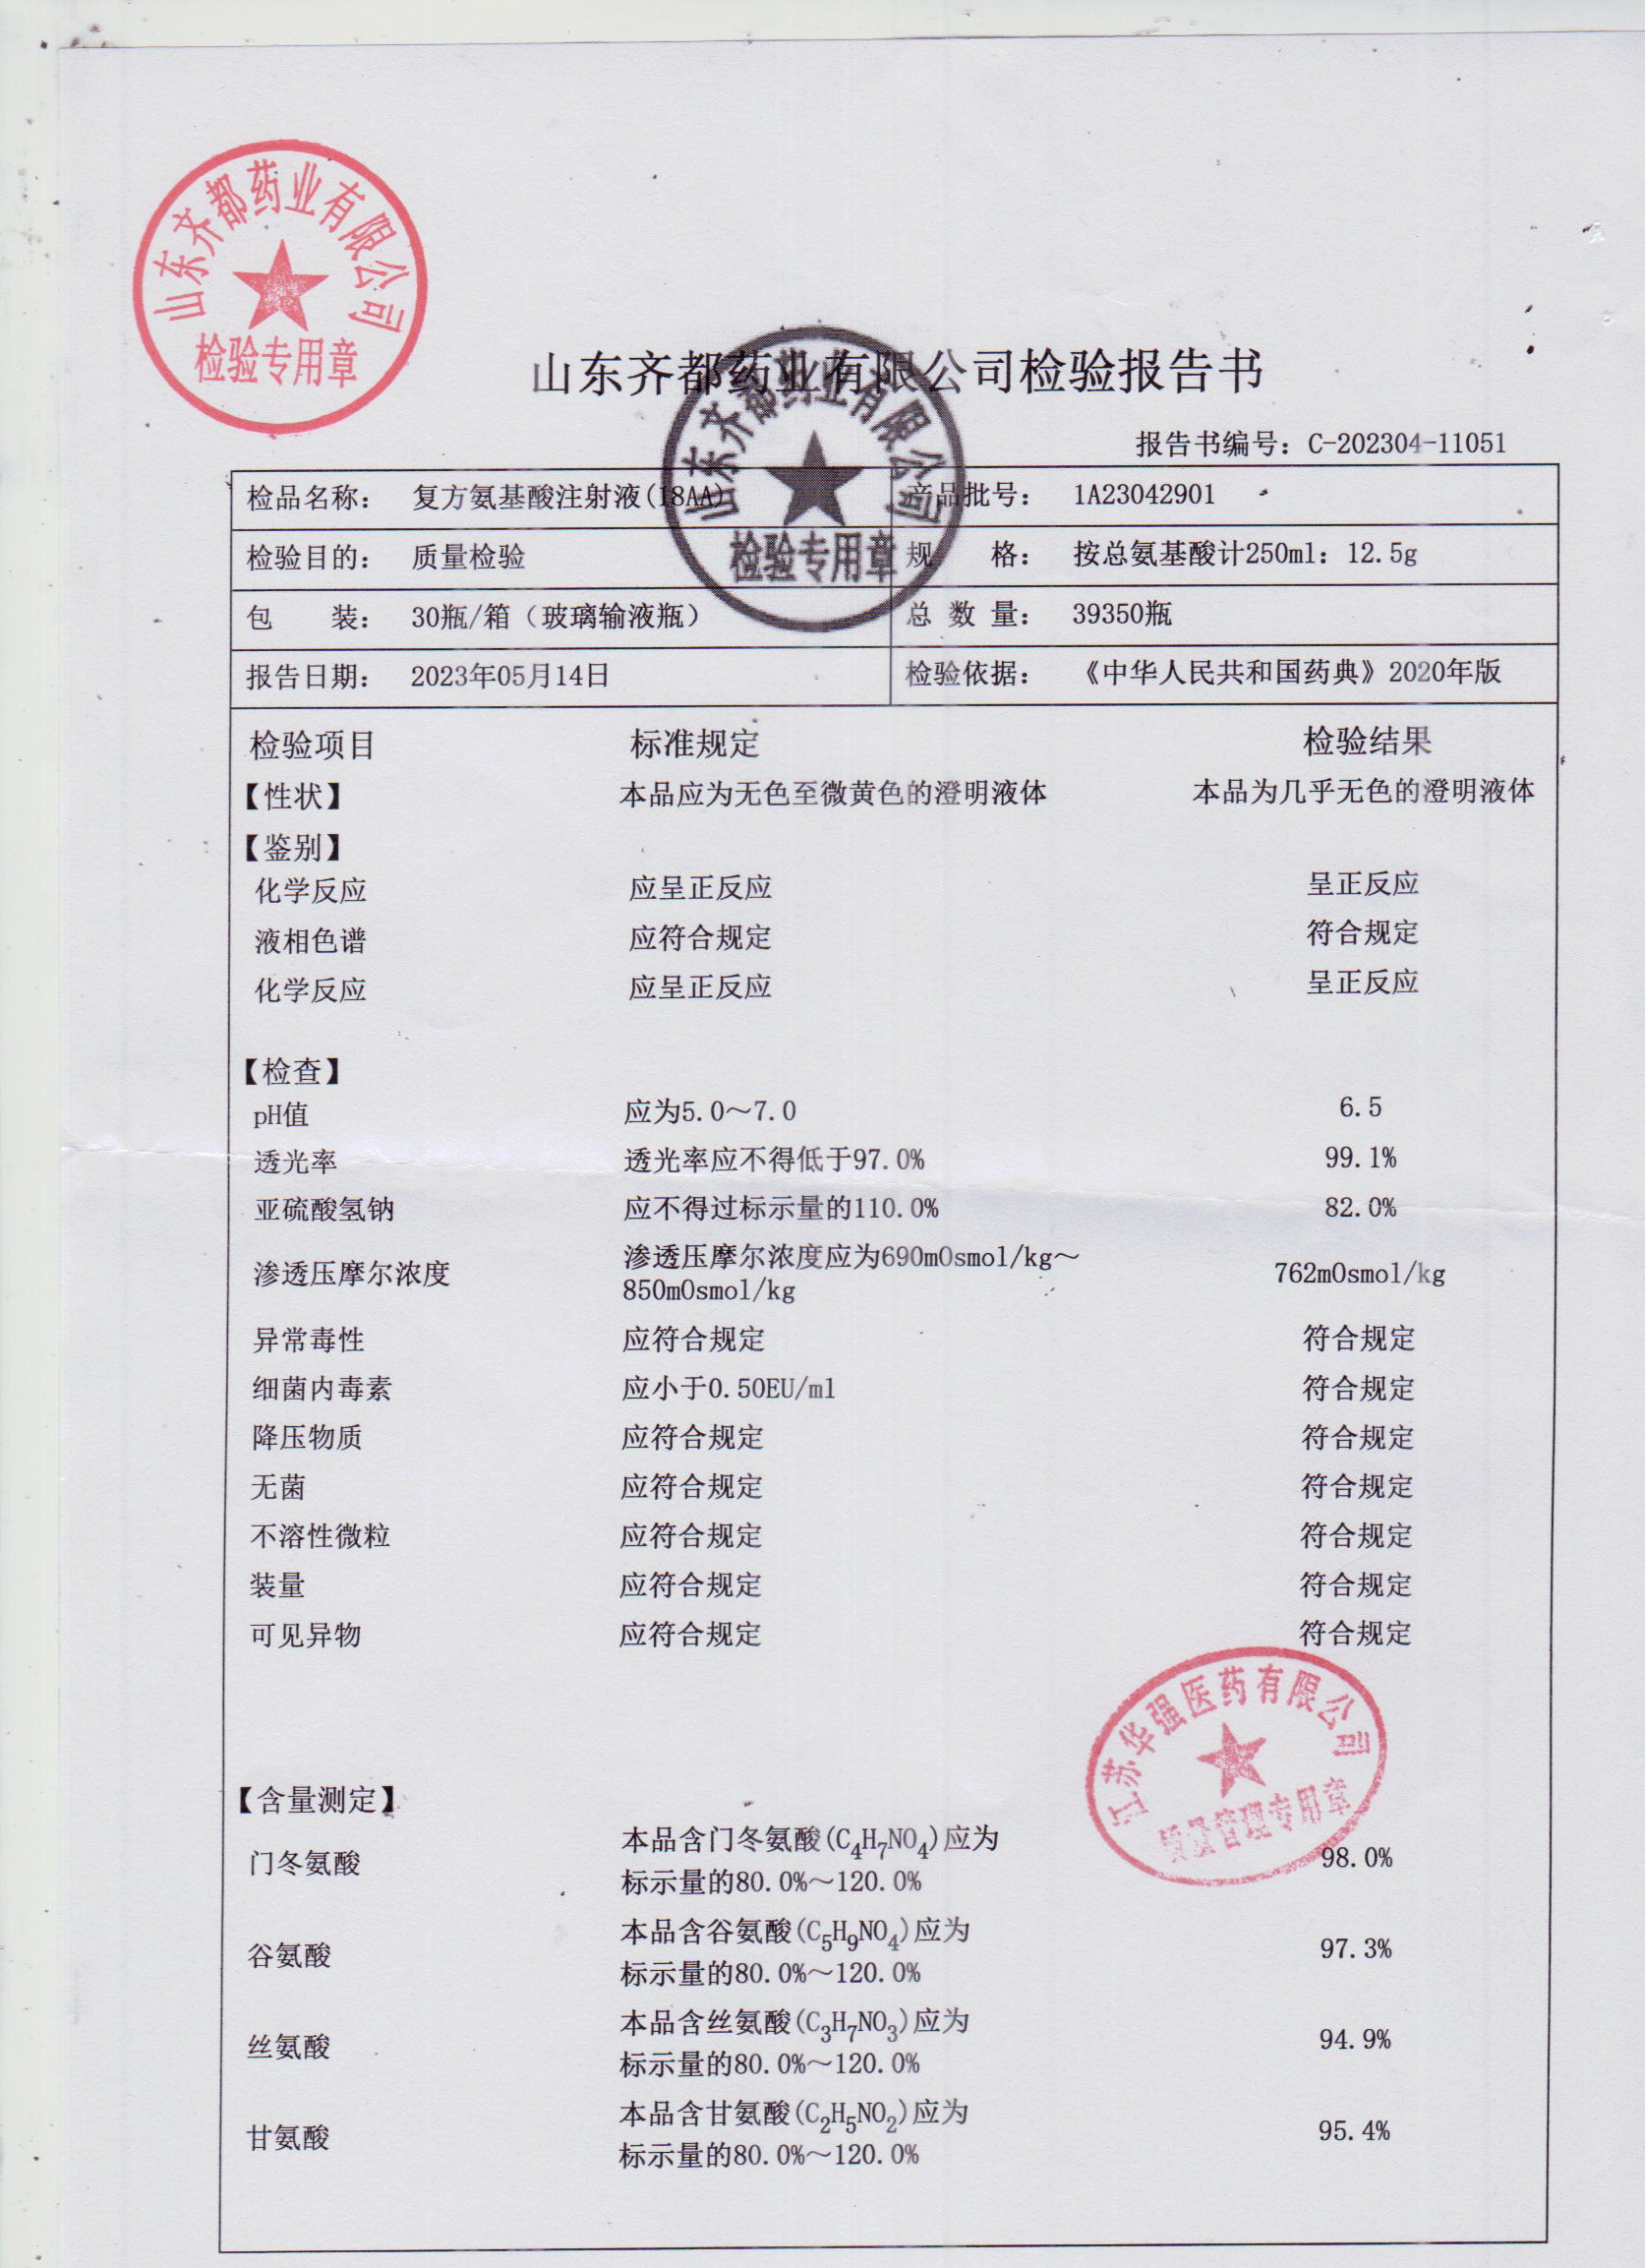 山东齐都药业有限公司
检验专用章
山东齐都药业有限公司检验报告书
山东齐都药业有限公司
检验专用章
报告书编号：C-202304-11051
检品名称： 复方氨基酸注射液(18AA) 产品批号： 1A23042901
检验目的： 质量检验 规 格： 按总氨基酸计250ml：12.5g
包 装： 30瓶/箱（玻璃输液瓶） 总 数 量： 39350瓶
报告日期： 2023年05月14日 检验依据： 《中华人民共和国药典》2020年版
检验项目 标准规定 检验结果
【性状】 本品应为无色至微黄色的澄明液体 本品为几乎无色的澄明液体
【鉴别】
化学反应 应呈正反应 呈正反应
液相色谱 应符合规定 符合规定
化学反应 应呈正反应 呈正反应
【检查】
pH值 应为5.0～7.0 6.5
透光率 透光率应不得低于97.0% 99.1%
亚硫酸氢钠 应不得过标示量的110.0% 82.0%
渗透压摩尔浓度 渗透压摩尔浓度应为690mOsmol/kg～ 762mOsmol/kg
850mOsmol/kg
异常毒性 应符合规定 符合规定
细菌内毒素 应小于0.50EU/ml 符合规定
降压物质 应符合规定 符合规定
无菌 应符合规定 符合规定
不溶性微粒 应符合规定 符合规定
装量 应符合规定 符合规定
可见异物 应符合规定 符合规定
江苏华强医药有限公司
质量管理专用章
【含量测定】
门冬氨酸 本品含门冬氨酸(C₄H₇NO₄)应为 98.0%
标示量的80.0%～120.0%
谷氨酸 本品含谷氨酸(C₅H₉NO₄)应为 97.3%
标示量的80.0%～120.0%
丝氨酸 本品含丝氨酸(C₃H₇NO₃)应为 94.9%
标示量的80.0%～120.0%
甘氨酸 本品含甘氨酸(C₂H₅NO₂)应为 95.4%
标示量的80.0%～120.0%